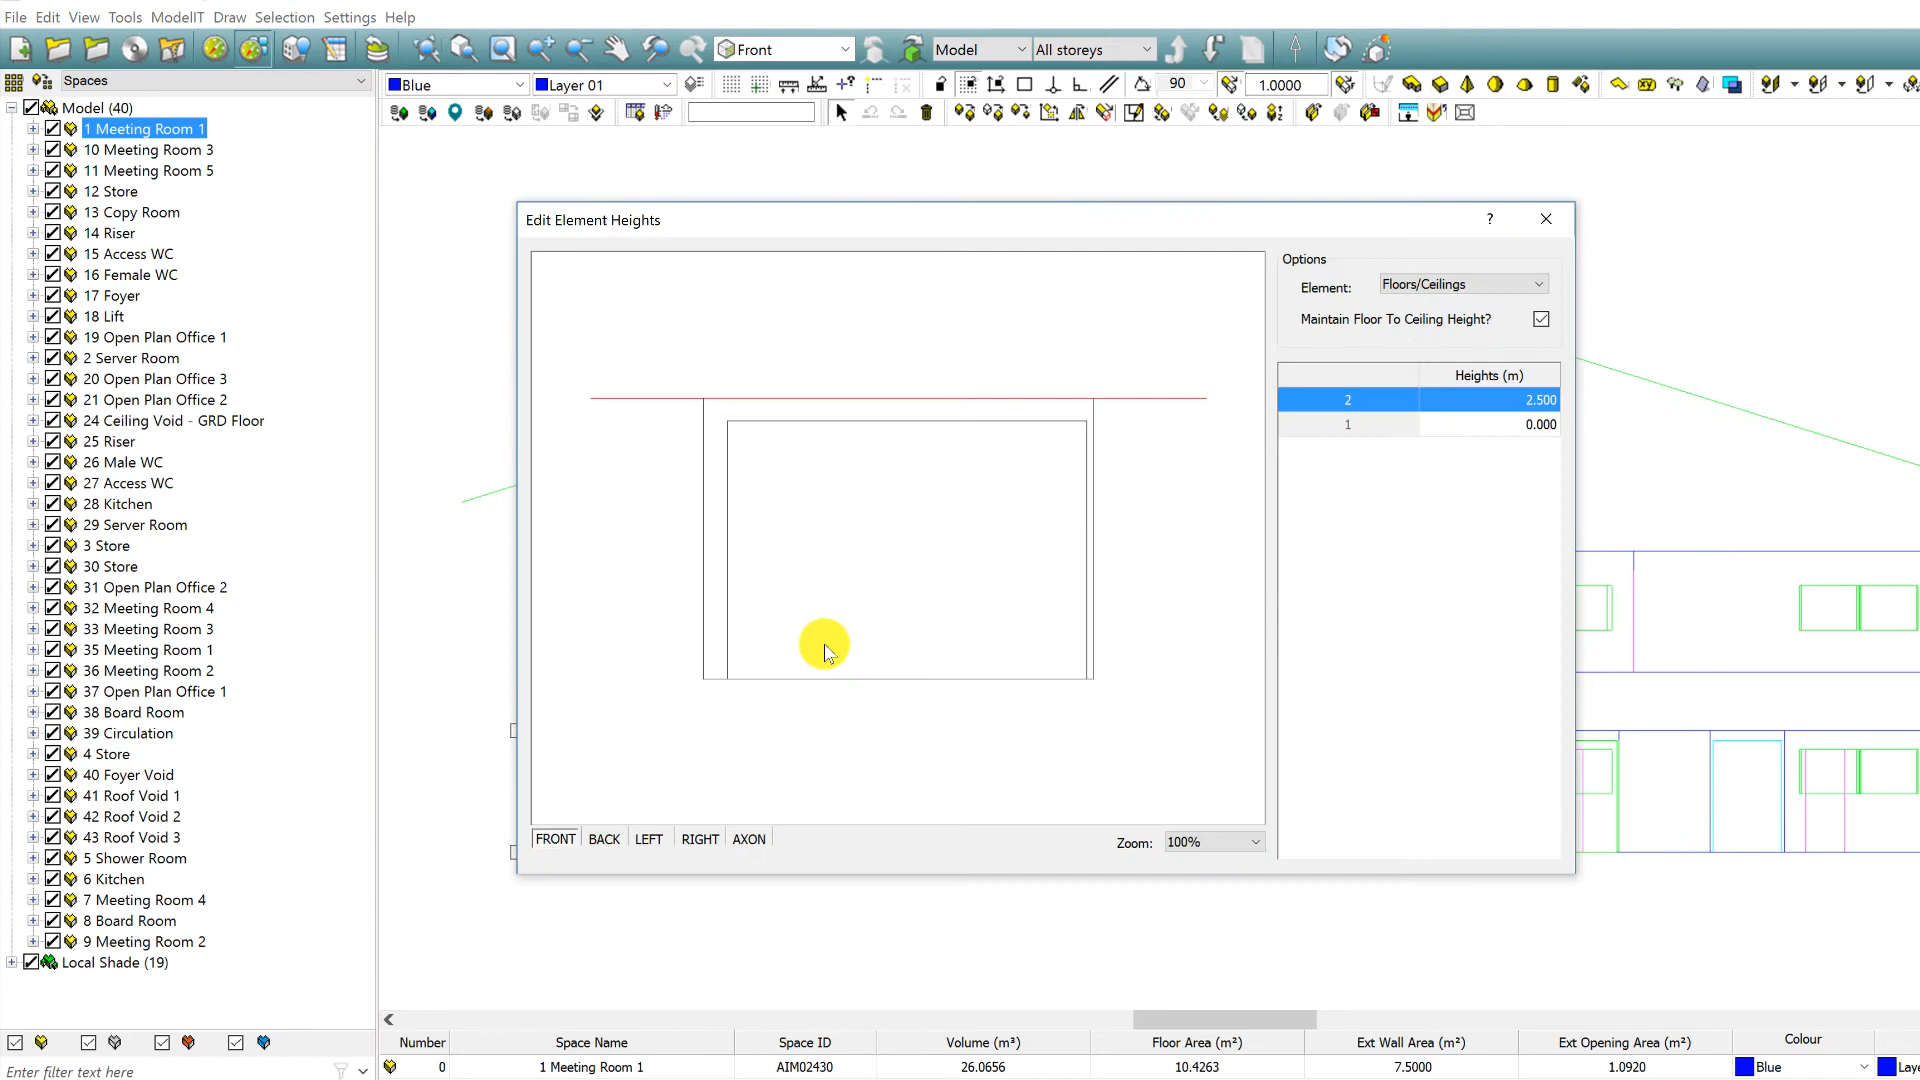 File Edit View Tools ModelIT Draw Selection Settings Help
Front Model All storeys
Spaces Blue Layer 01 90 1.0000
Model (40)
1 Meeting Room 1
10 Meeting Room 3
11 Meeting Room 5
12 Store
13 Copy Room
14 Riser
15 Access WC
16 Female WC
17 Foyer
18 Lift
19 Open Plan Office 1
2 Server Room
20 Open Plan Office 3
21 Open Plan Office 2
24 Ceiling Void - GRD Floor
25 Riser
26 Male WC
27 Access WC
28 Kitchen
29 Server Room
3 Store
30 Store
31 Open Plan Office 2
32 Meeting Room 4
33 Meeting Room 3
35 Meeting Room 1
36 Meeting Room 2
37 Open Plan Office 1
38 Board Room
39 Circulation
4 Store
40 Foyer Void
41 Roof Void 1
42 Roof Void 2
43 Roof Void 3
5 Shower Room
6 Kitchen
7 Meeting Room 4
8 Board Room
9 Meeting Room 2
Local Shade (19)
Enter filter text here
Edit Element Heights ?
Options
Element: Floors/Ceilings
Maintain Floor To Ceiling Height?
Heights (m)
2 2.500
1 0.000
FRONT BACK LEFT RIGHT AXON Zoom: 100%
Number Space Name Space ID Volume (m³) Floor Area (m²) Ext Wall Area (m²) Ext Opening Area (m²) Colour
0 1 Meeting Room 1 AIM02430 26.0656 10.4263 7.5000 1.0920 Blue Laye